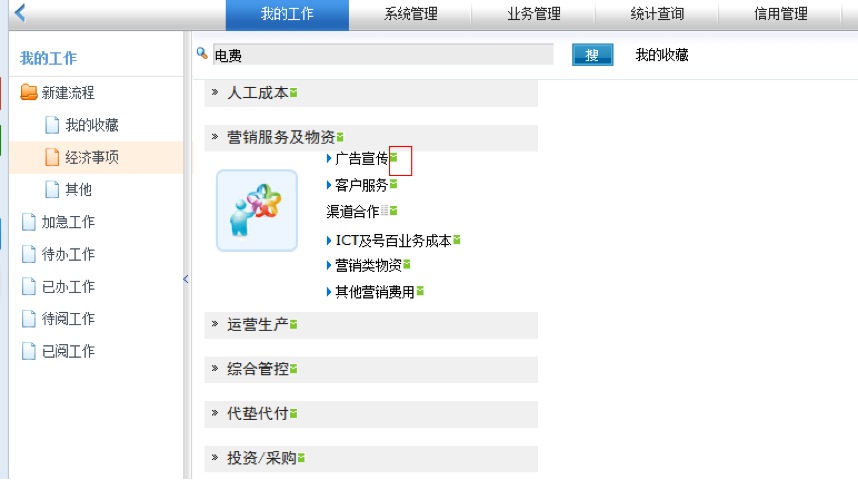 我的工作 系统管理 业务管理 统计查询 信用管理
我的工作
新建流程
我的收藏
经济事项
其他
加急工作
待办工作
已办工作
待阅工作
已阅工作
电费 搜 我的收藏
» 人工成本
» 营销服务及物资
广告宣传
客户服务
渠道合作
ICT及号百业务成本
营销类物资
其他营销费用
» 运营生产
» 综合管控
» 代垫代付
» 投资/采购